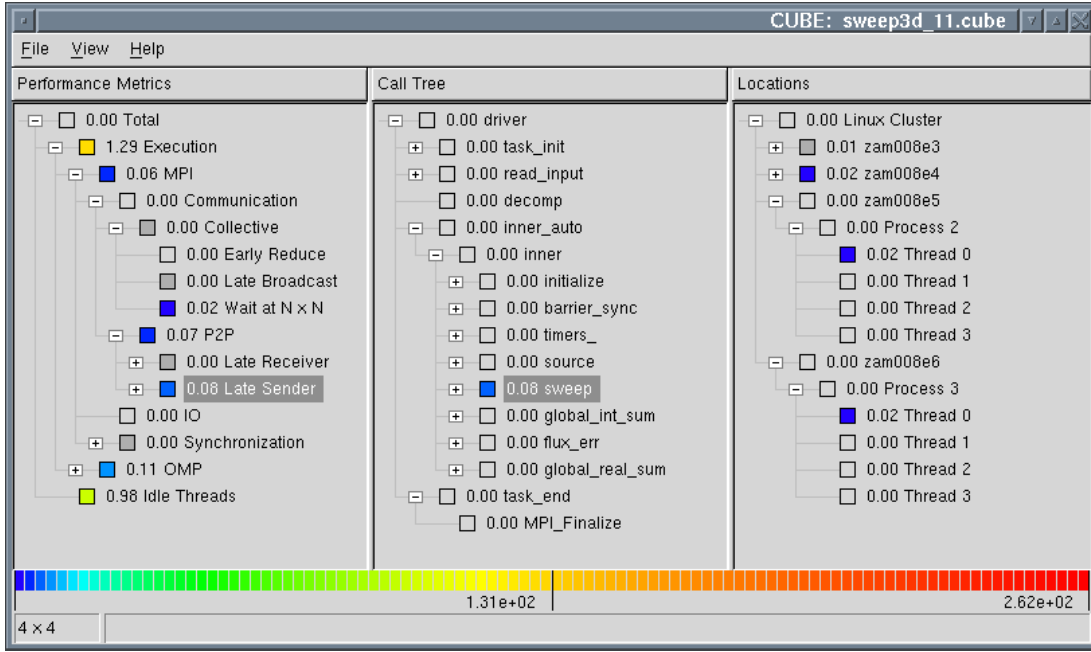 CUBE: sweep3d_11.cube
File View Help
Performance Metrics
0.00 Total
1.29 Execution
0.06 MPI
0.00 Communication
0.00 Collective
0.00 Early Reduce
0.00 Late Broadcast
0.02 Wait at N x N
0.07 P2P
0.00 Late Receiver
0.08 Late Sender
0.00 IO
0.00 Synchronization
0.11 OMP
0.98 Idle Threads
Call Tree
0.00 driver
0.00 task_init
0.00 read_input
0.00 decomp
0.00 inner_auto
0.00 inner
0.00 initialize
0.00 barrier_sync
0.00 timers_
0.00 source
0.08 sweep
0.00 global_int_sum
0.00 flux_err
0.00 global_real_sum
0.00 task_end
0.00 MPI_Finalize
Locations
0.00 Linux Cluster
0.01 zam008e3
0.02 zam008e4
0.00 zam008e5
0.00 Process 2
0.02 Thread 0
0.00 Thread 1
0.00 Thread 2
0.00 Thread 3
0.00 zam008e6
0.00 Process 3
0.02 Thread 0
0.00 Thread 1
0.00 Thread 2
0.00 Thread 3
1.31e+02 2.62e+02
4 x 4